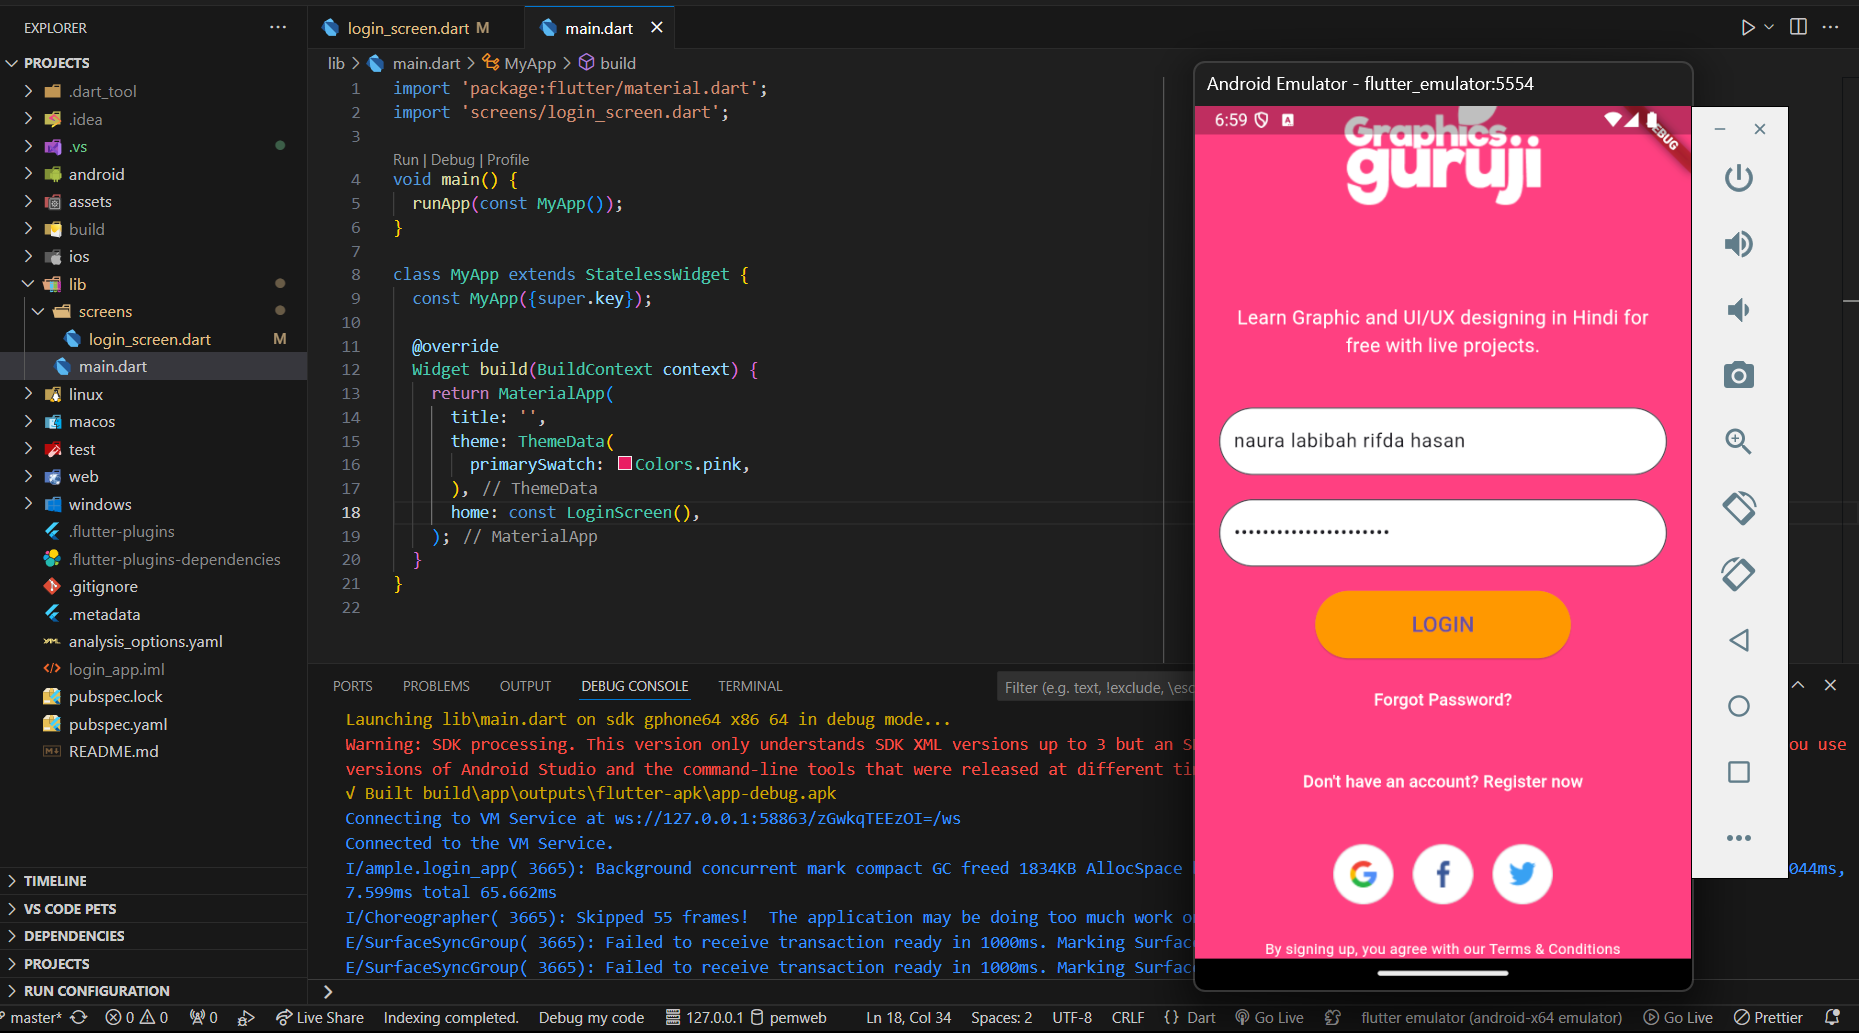 EXPLORER
PROJECTS
.dart_tool
.idea
.vs
android
assets
build
ios
lib
screens
login_screen.dart M
main.dart
linux
macos
test
web
windows
.flutter-plugins
.flutter-plugins-dependencies
.gitignore
.metadata
analysis_options.yaml
login_app.iml
pubspec.lock
pubspec.yaml
README.md
TIMELINE
VS CODE PETS
DEPENDENCIES
PROJECTS
RUN CONFIGURATION
login_screen.dart M
main.dart
lib > main.dart > MyApp > build
1 import 'package:flutter/material.dart';
2 import 'screens/login_screen.dart';
3
Run | Debug | Profile
4 void main() {
5 runApp(const MyApp());
6 }
7
8 class MyApp extends StatelessWidget {
9 const MyApp({super.key});
10
11 @override
12 Widget build(BuildContext context) {
13 return MaterialApp(
14 title: '',
15 theme: ThemeData(
16 primarySwatch: Colors.pink,
17 ), // ThemeData
18 home: const LoginScreen(),
19 ); // MaterialApp
20 }
21 }
22
PORTS PROBLEMS OUTPUT DEBUG CONSOLE TERMINAL
Filter (e.g. text, !exclude, \esc
Launching lib\main.dart on sdk gphone64 x86 64 in debug mode...
Warning: SDK processing. This version only understands SDK XML versions up to 3 but an S
ou use
versions of Android Studio and the command-line tools that were released at different ti
√ Built build\app\outputs\flutter-apk\app-debug.apk
Connecting to VM Service at ws://127.0.0.1:58863/zGwkqTEEzOI=/ws
Connected to the VM Service.
I/ample.login_app( 3665): Background concurrent mark compact GC freed 1834KB AllocSpace
044ms,
7.599ms total 65.662ms
I/Choreographer( 3665): Skipped 55 frames! The application may be doing too much work o
E/SurfaceSyncGroup( 3665): Failed to receive transaction ready in 1000ms. Marking Surfac
E/SurfaceSyncGroup( 3665): Failed to receive transaction ready in 1000ms. Marking Surfac
Android Emulator - flutter_emulator:5554
6:59
DEBUG
Graphics
guruji
Learn Graphic and UI/UX designing in Hindi for
free with live projects.
naura labibah rifda hasan
••••••••••••••••••••••
LOGIN
Forgot Password?
Don't have an account? Register now
By signing up, you agree with our Terms & Conditions
master* 0 0 0 Live Share Indexing completed. Debug my code 127.0.0.1 pemweb Ln 18, Col 34 Spaces: 2 UTF-8 CRLF {} Dart Go Live flutter emulator (android-x64 emulator) Go Live Prettier